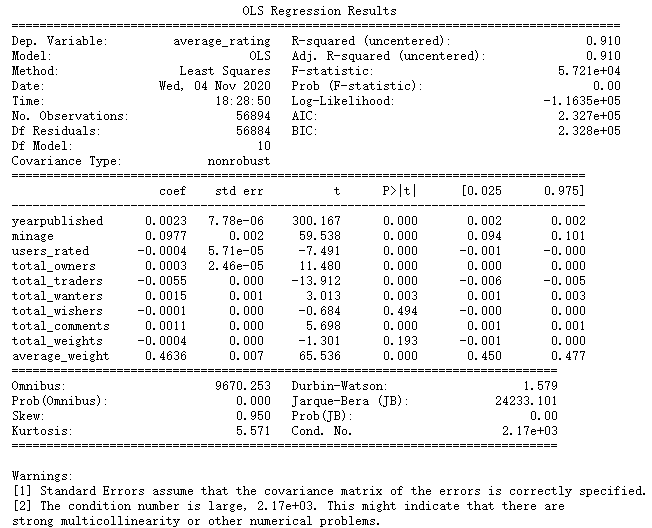 OLS Regression Results
==============================================================================
Dep. Variable: average_rating R-squared (uncentered): 0.910
Model: OLS Adj. R-squared (uncentered): 0.910
Method: Least Squares F-statistic: 5.721e+04
Date: Wed, 04 Nov 2020 Prob (F-statistic): 0.00
Time: 18:28:50 Log-Likelihood: -1.1635e+05
No. Observations: 56894 AIC: 2.327e+05
Df Residuals: 56884 BIC: 2.328e+05
Df Model: 10
Covariance Type: nonrobust
==============================================================================
coef std err t P>|t| [0.025 0.975]
------------------------------------------------------------------------------
yearpublished 0.0023 7.78e-06 300.167 0.000 0.002 0.002
minage 0.0977 0.002 59.538 0.000 0.094 0.101
users_rated -0.0004 5.71e-05 -7.491 0.000 -0.001 -0.000
total_owners 0.0003 2.46e-05 11.480 0.000 0.000 0.000
total_traders -0.0055 0.000 -13.912 0.000 -0.006 -0.005
total_wanters 0.0015 0.001 3.013 0.003 0.001 0.003
total_wishers -0.0001 0.000 -0.684 0.494 -0.000 0.000
total_comments 0.0011 0.000 5.698 0.000 0.001 0.001
total_weights -0.0004 0.000 -1.301 0.193 -0.001 0.000
average_weight 0.4636 0.007 65.536 0.000 0.450 0.477
==============================================================================
Omnibus: 9670.253 Durbin-Watson: 1.579
Prob(Omnibus): 0.000 Jarque-Bera (JB): 24233.101
Skew: 0.950 Prob(JB): 0.00
Kurtosis: 5.571 Cond. No. 2.17e+03
==============================================================================
Warnings:
[1] Standard Errors assume that the covariance matrix of the errors is correctly specified.
[2] The condition number is large, 2.17e+03. This might indicate that there are
strong multicollinearity or other numerical problems.